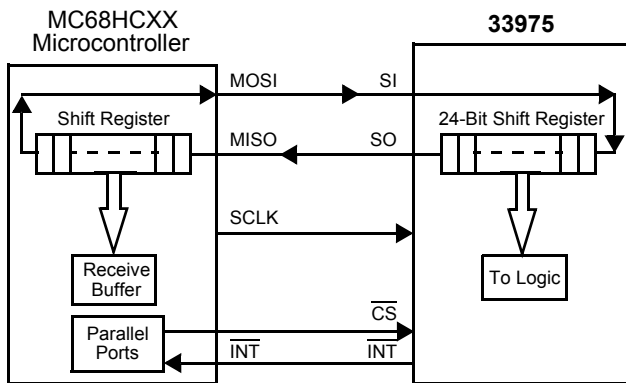 MC68HCXX
Microcontroller
33975
MOSI SI
Shift Register
24-Bit Shift Register
MISO SO
SCLK
Receive
Buffer
To Logic
CS
Parallel
Ports
INT INT